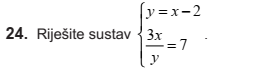 24. Riješite sustav { y = x − 2
3x/y = 7 .